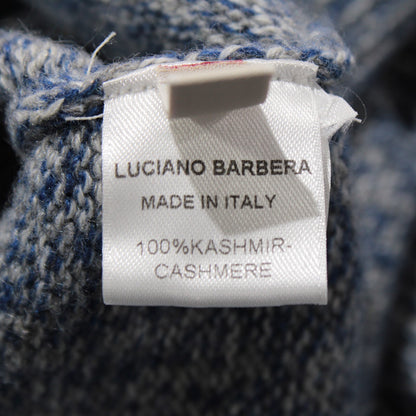 LUCIANO BARBERA
MADE IN ITALY
100%KASHMIR-
CASHMERE